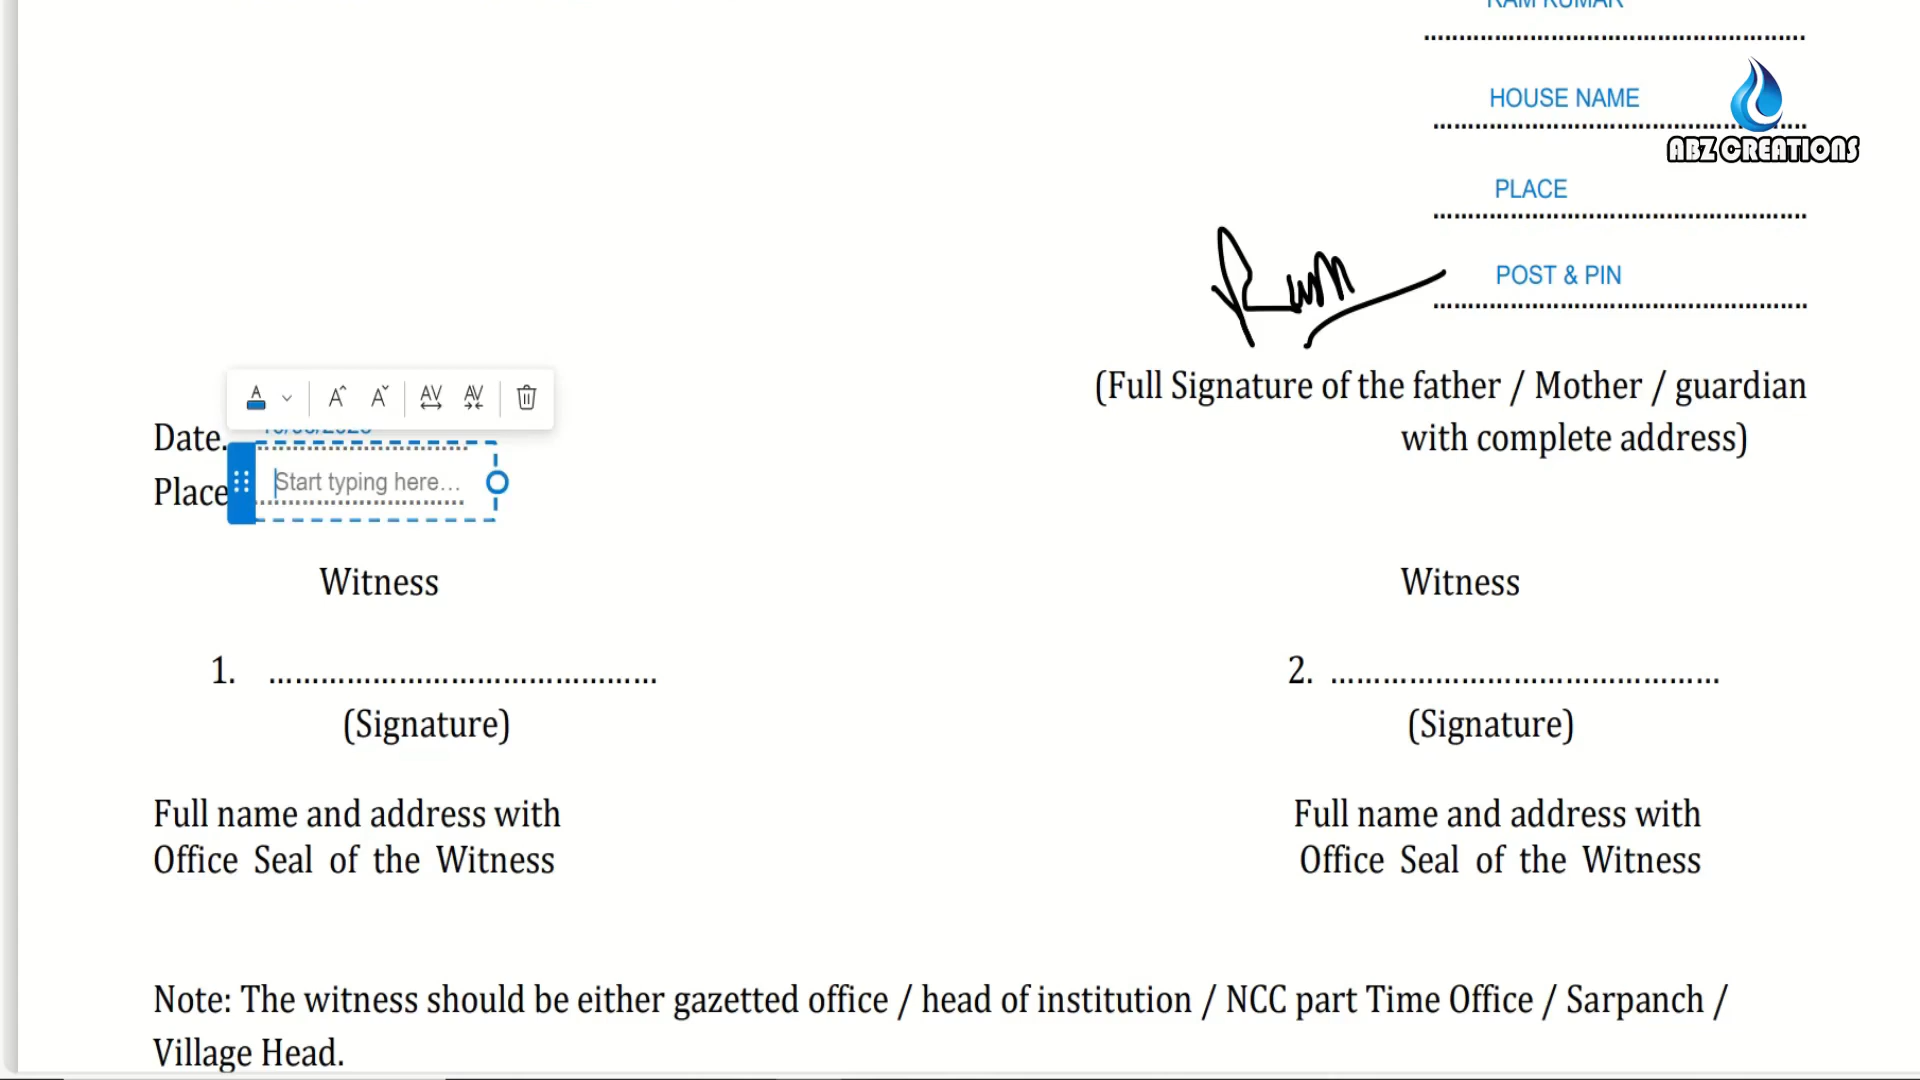 RAM KUMAR
HOUSE NAME
ABZ CREATIONS
PLACE
POST & PIN
Ram
(Full Signature of the father / Mother / guardian
with complete address)
Date.
Place
Start typing here...
Witness
Witness
1. ............................................
2. ............................................
(Signature)
(Signature)
Full name and address with
Office Seal of the Witness
Full name and address with
Office Seal of the Witness
Note: The witness should be either gazetted office / head of institution / NCC part Time Office / Sarpanch /
Village Head.